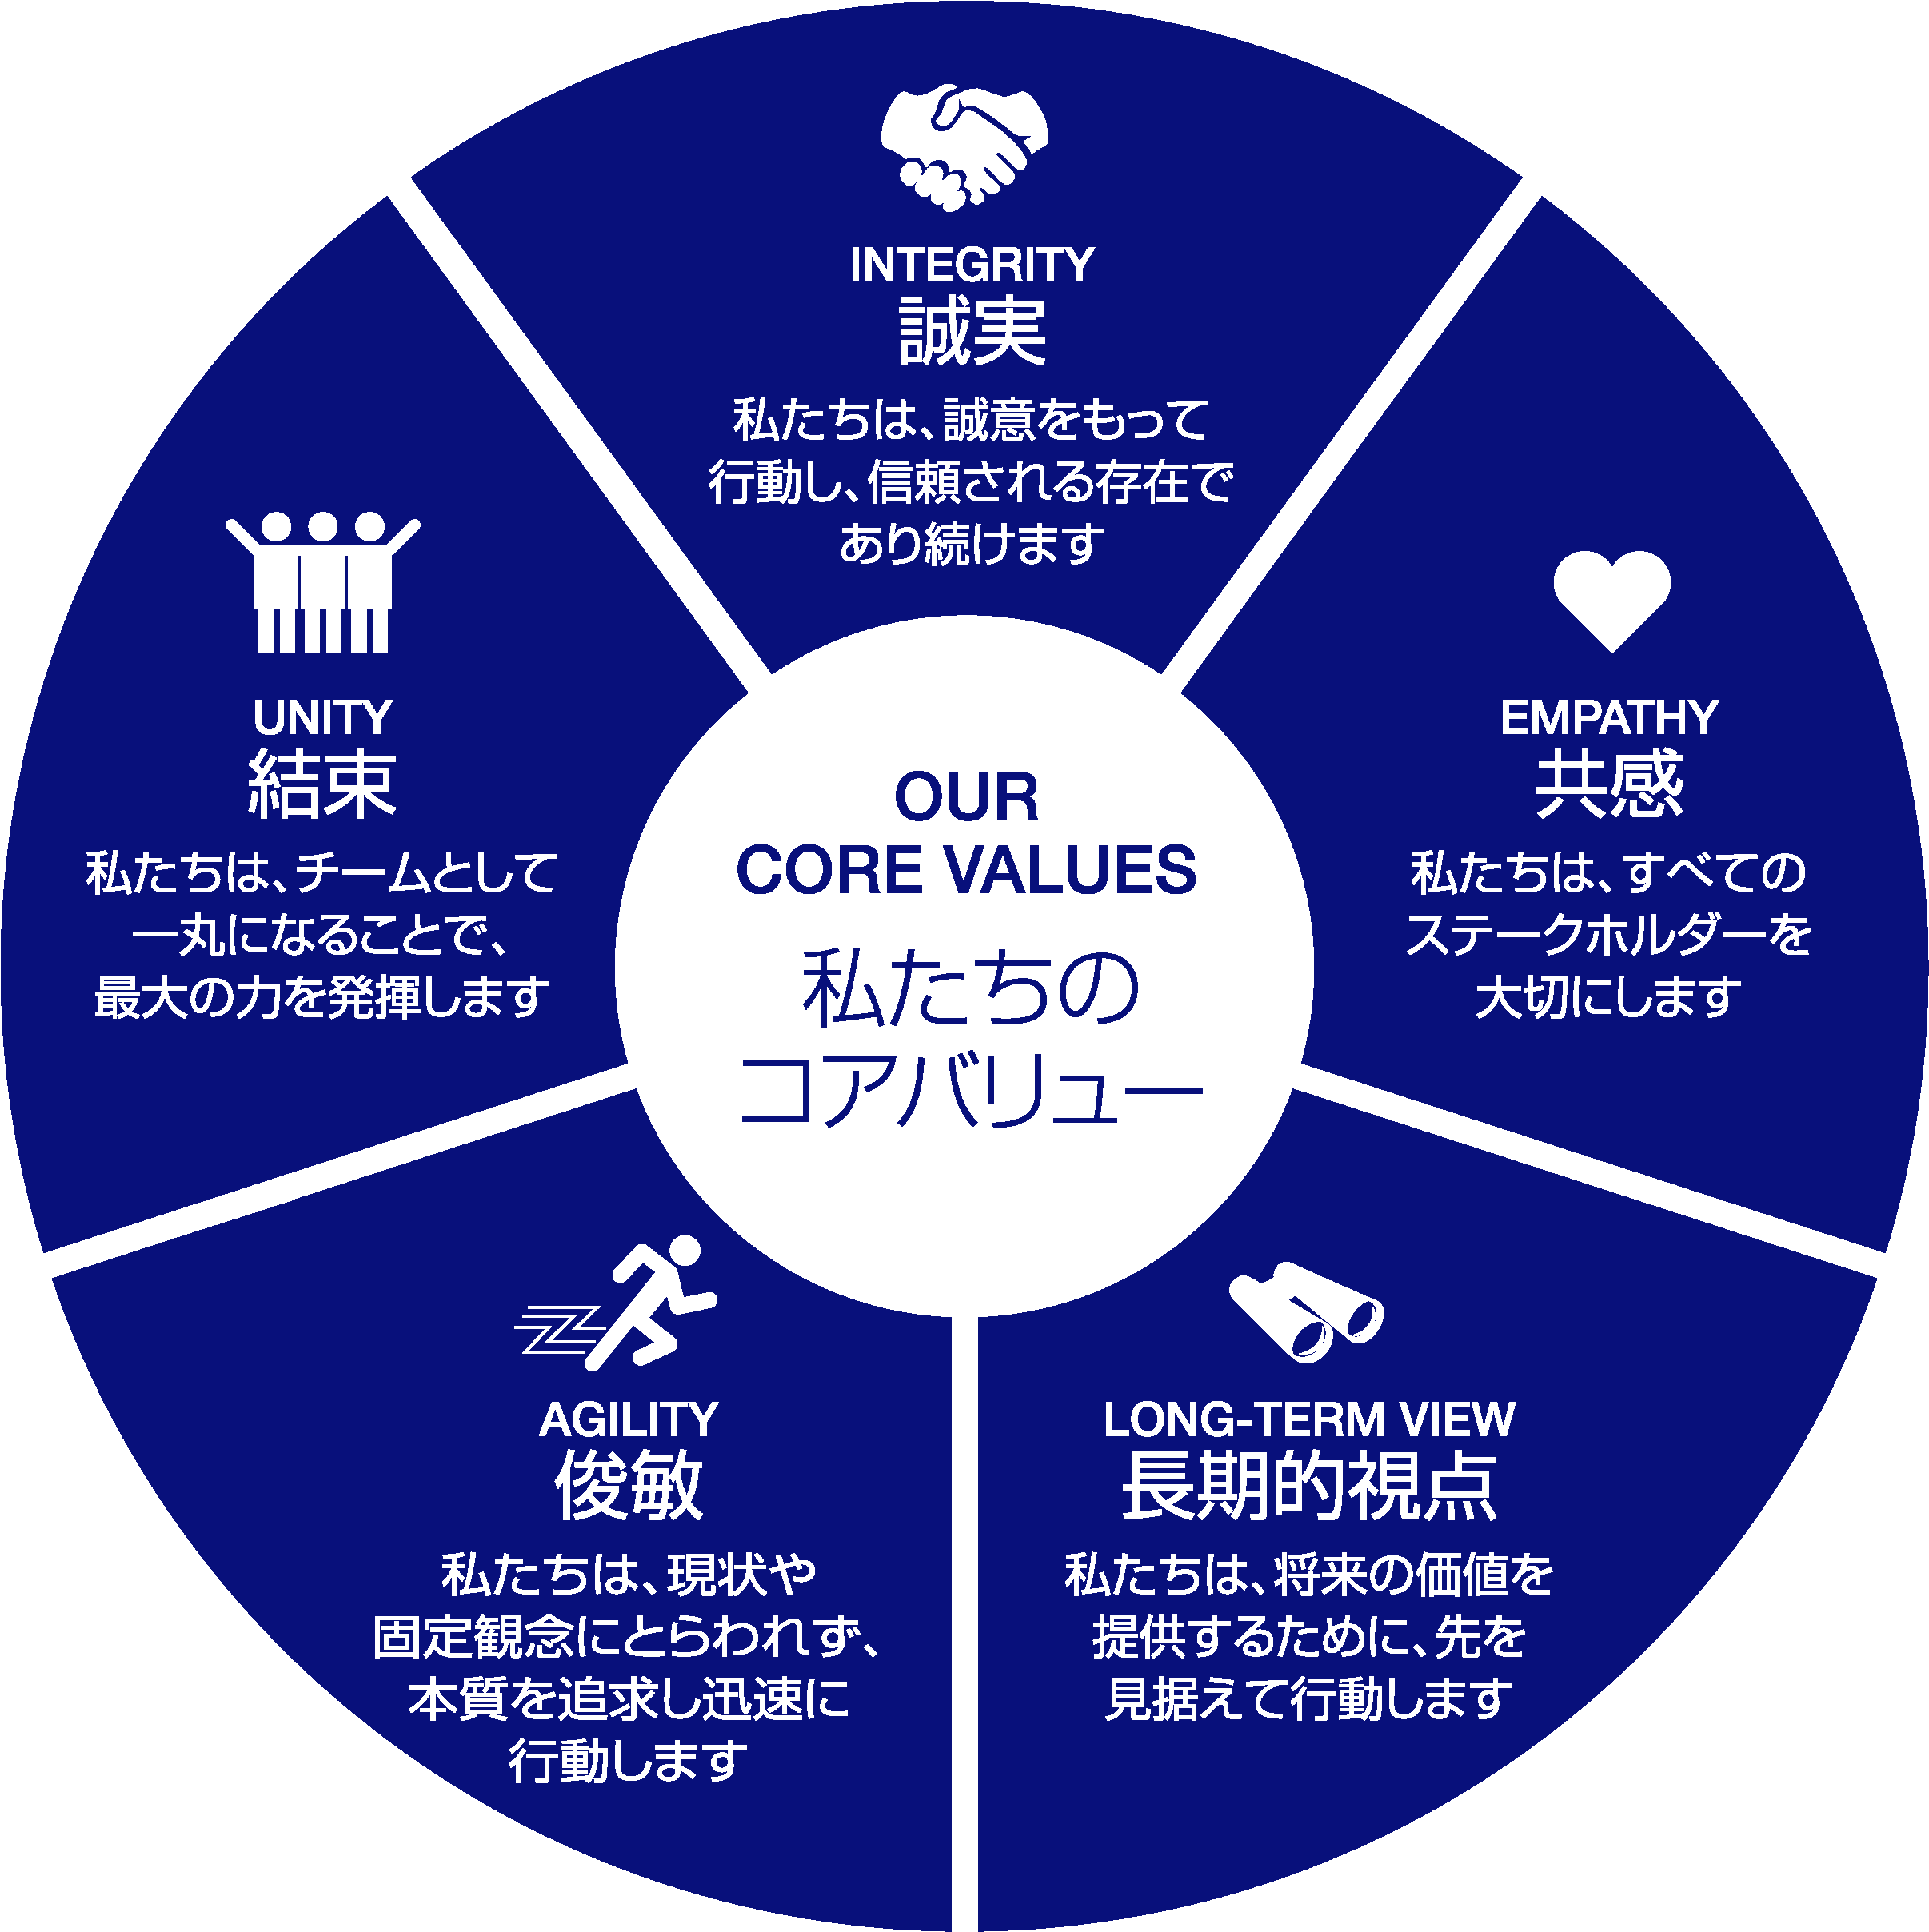 INTEGRITY
誠実
私たちは、誠意をもって
行動し、信頼される存在で
あり続けます
UNITY
結束
私たちは、チームとして
一丸になることで、
最大の力を発揮します
OUR
CORE VALUES
私たちの
コアバリュー
EMPATHY
共感
私たちは、すべての
ステークホルダーを
大切にします
AGILITY
俊敏
私たちは、現状や
固定観念にとらわれず、
本質を追求し迅速に
行動します
LONG-TERM VIEW
長期的視点
私たちは、将来の価値を
提供するために、先を
見据えて行動します